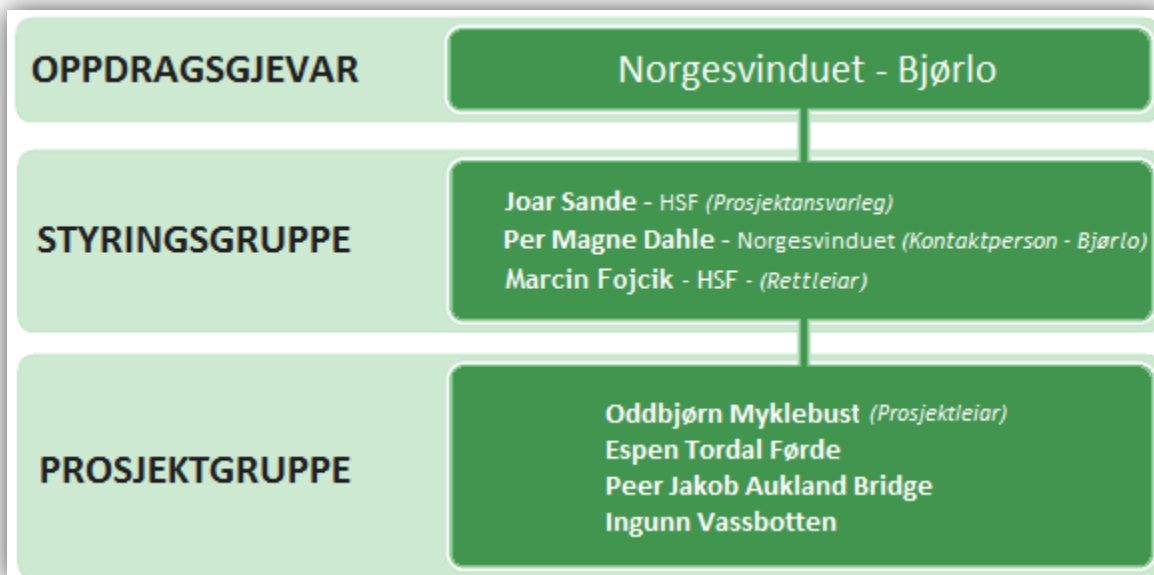 OPPDRAGSGJEVAR
Norgesvinduet - Bjørlo
STYRINGSGRUPPE
Joar Sande - HSF (Prosjektansvarleg)
Per Magne Dahle - Norgesvinduet (Kontaktperson - Bjørlo)
Marcin Fojcik - HSF - (Rettleiar)
PROSJEKTGRUPPE
Oddbjørn Myklebust (Prosjektleiar)
Espen Tordal Førde
Peer Jakob Aukland Bridge
Ingunn Vassbotten